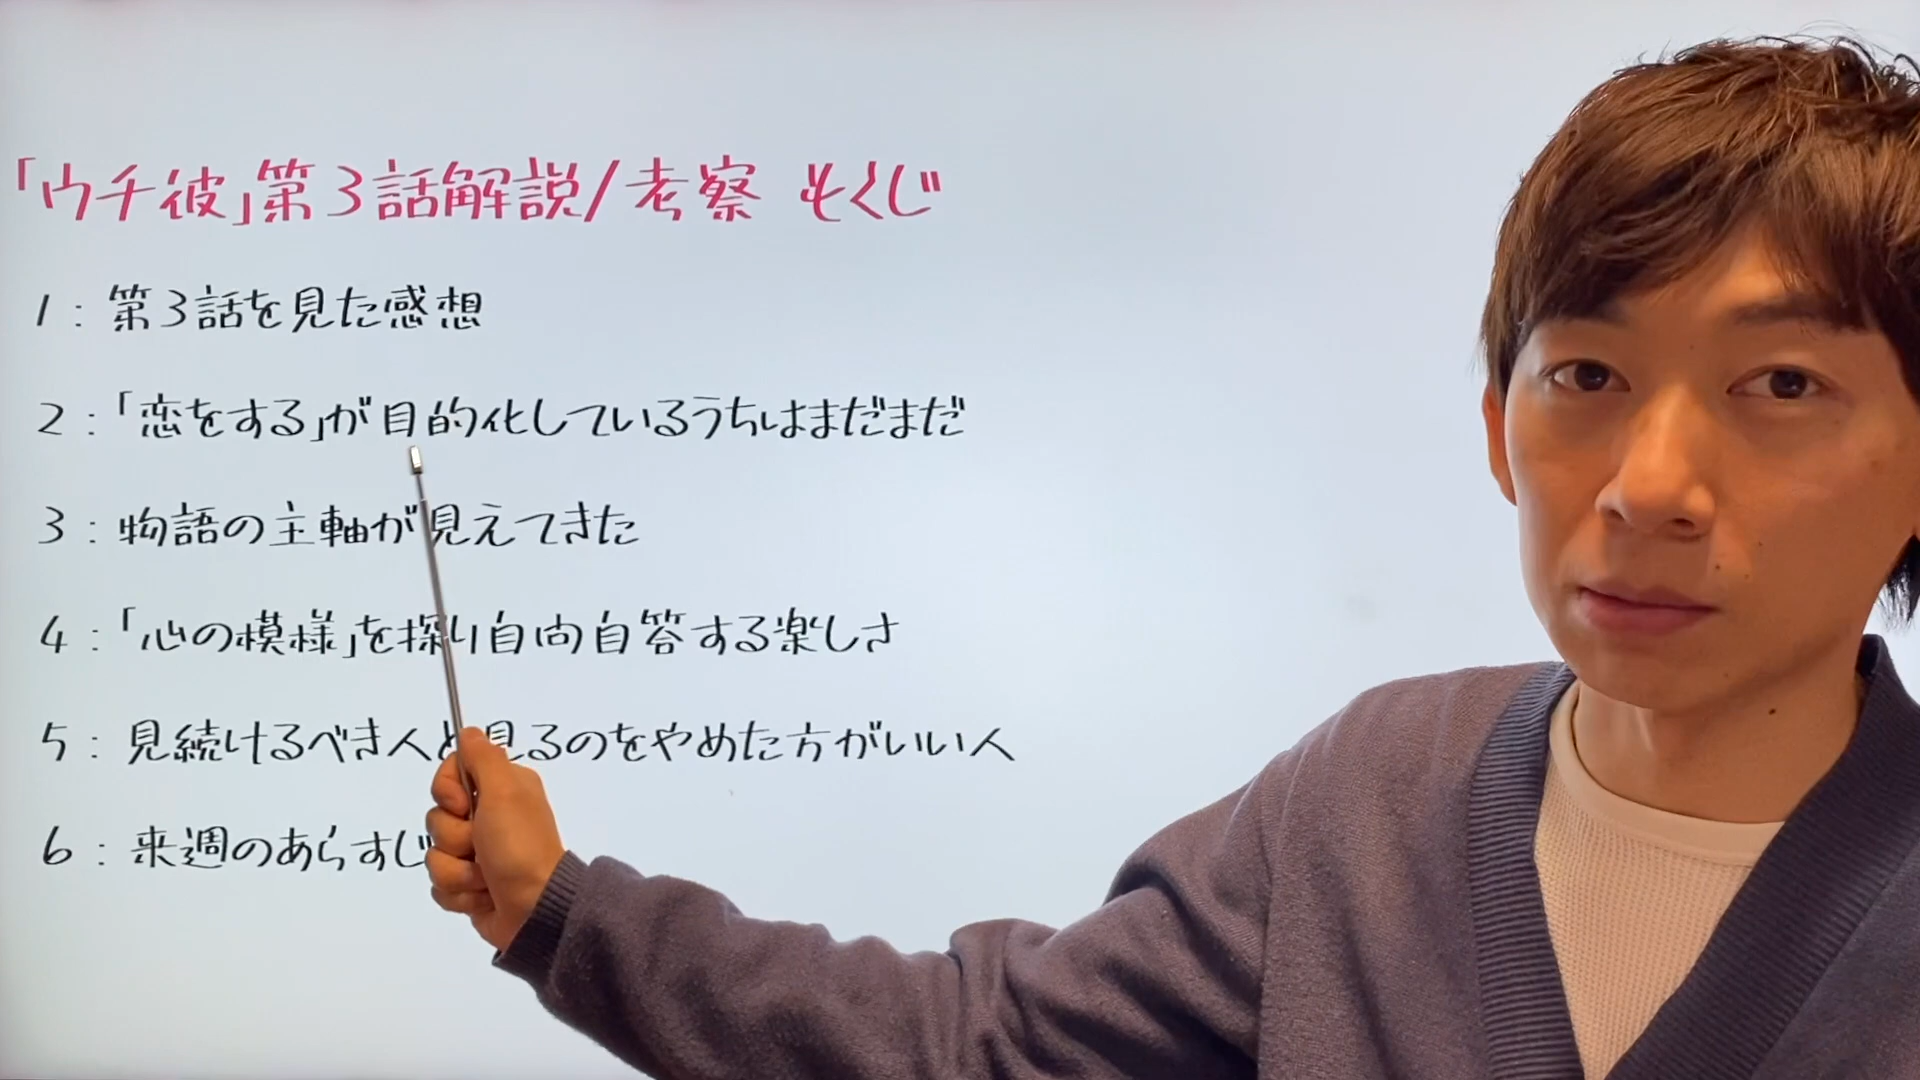 「ウチ彼」第3話解説/考察 もくじ
1:第3話を見た感想
2:「恋をする」が目的化しているうちはまだまだ
3:物語の主軸が見えてきた
4:「心の模様」を探り自問自答する楽しさ
5:見続けるべき人と見るのをやめた方がいい人
6:来週のあらすじ